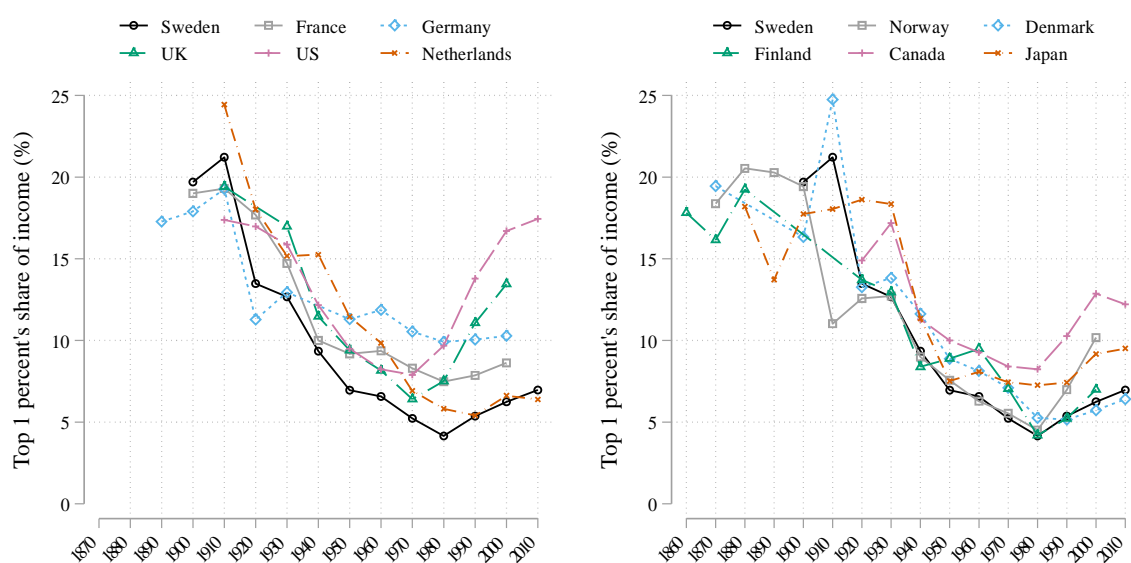 Sweden France Germany
UK US Netherlands
Top 1 percent's share of income (%)
25
20
15
10
5
0
1870 1880 1890 1900 1910 1920 1930 1940 1950 1960 1970 1980 1990 2000 2010
Sweden Norway Denmark
Finland Canada Japan
Top 1 percent's share of income (%)
25
20
15
10
5
0
1860 1870 1880 1890 1900 1910 1920 1930 1940 1950 1960 1970 1980 1990 2000 2010